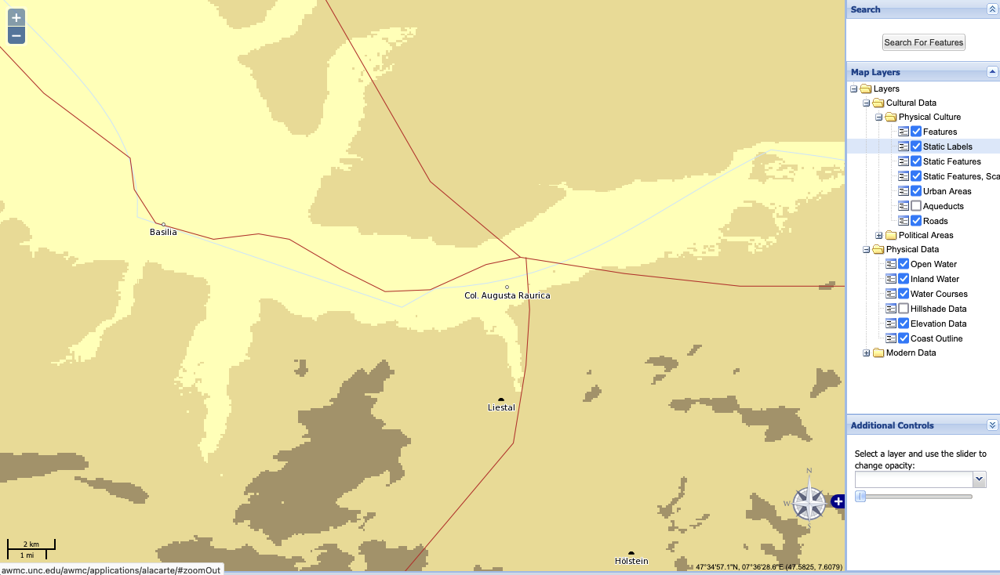 +
−
Basilia
Col. Augusta Raurica
Liestal
Hölstein
2 km
1 mi
N
W
S
+
47°34'57.1"N, 07°36'28.6"E (47.5825, 7.6079)
awmc.unc.edu/awmc/applications/alacarte/#zoomOut
Search
Search For Features
Map Layers
Layers
Cultural Data
Physical Culture
Features
Static Labels
Static Features
Static Features, Sca
Urban Areas
Aqueducts
Roads
Political Areas
Physical Data
Open Water
Inland Water
Water Courses
Hillshade Data
Elevation Data
Coast Outline
Modern Data
Additional Controls
Select a layer and use the slider to
change opacity: